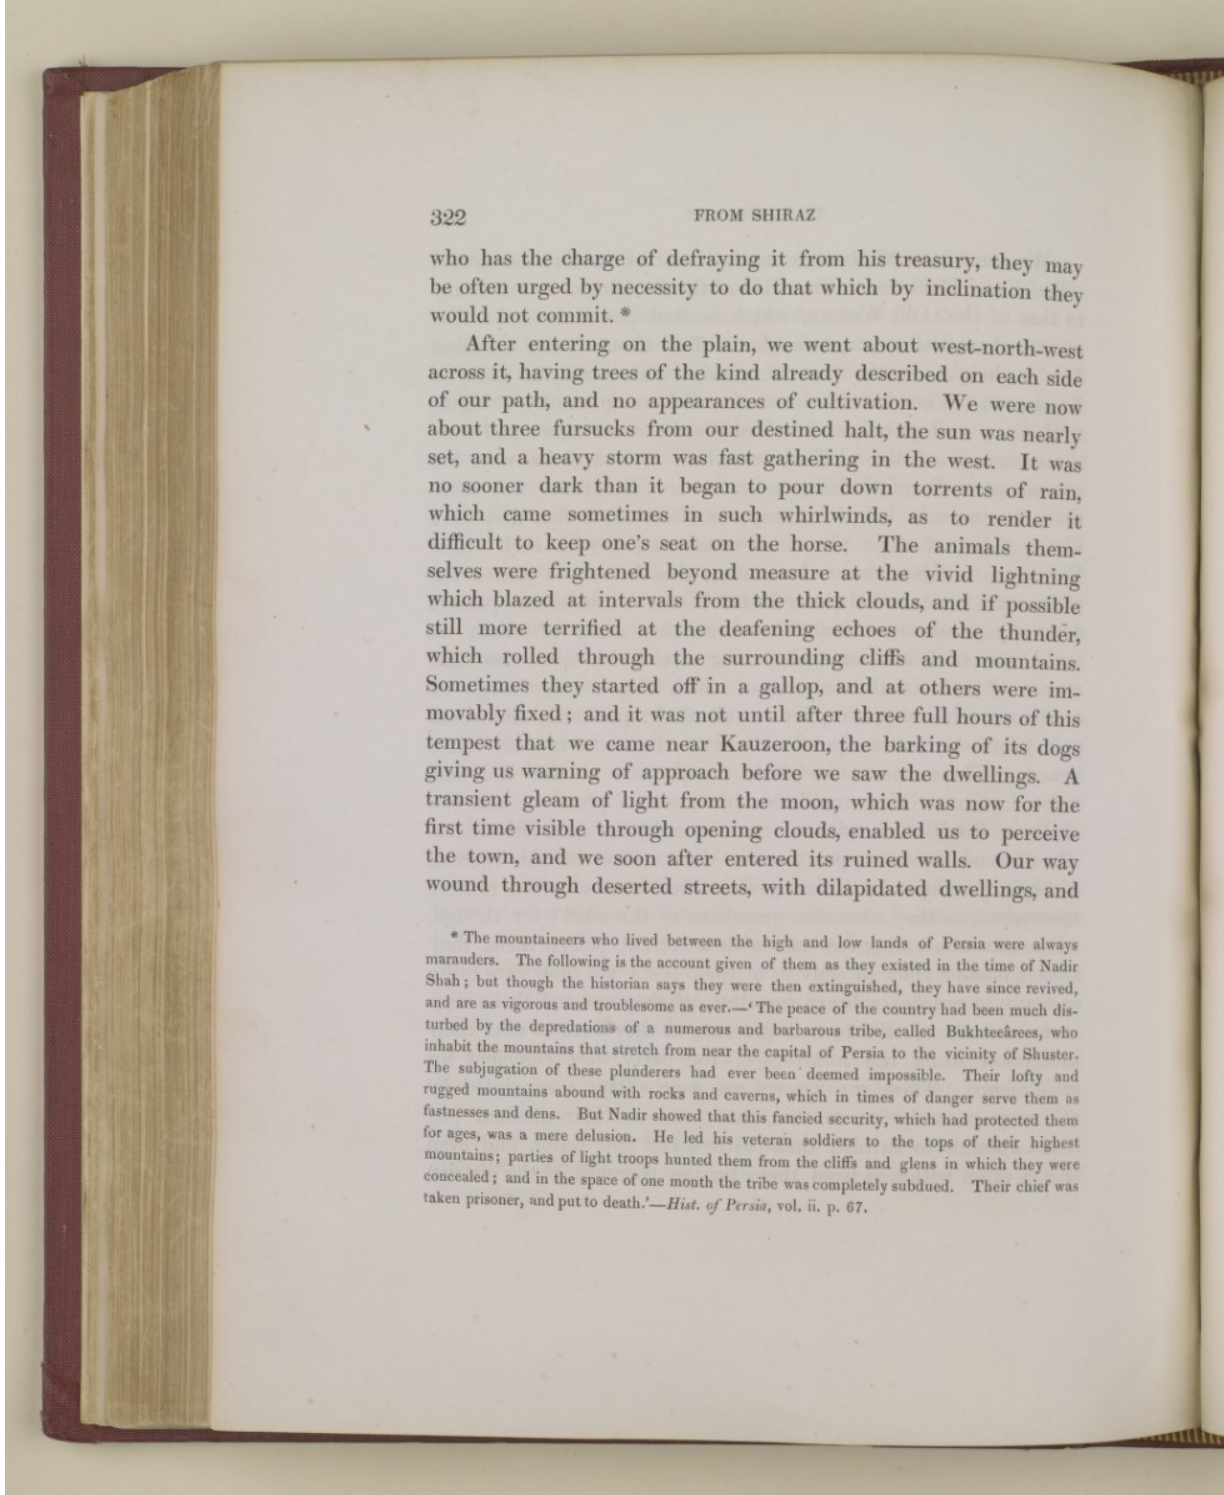 322 FROM SHIRAZ
who has the charge of defraying it from his treasury, they may
be often urged by necessity to do that which by inclination they
would not commit. *
After entering on the plain, we went about west-north-west
across it, having trees of the kind already described on each side
of our path, and no appearances of cultivation. We were now
about three fursucks from our destined halt, the sun was nearly
set, and a heavy storm was fast gathering in the west. It was
no sooner dark than it began to pour down torrents of rain,
which came sometimes in such whirlwinds, as to render it
difficult to keep one's seat on the horse. The animals them-
selves were frightened beyond measure at the vivid lightning
which blazed at intervals from the thick clouds, and if possible
still more terrified at the deafening echoes of the thunder,
which rolled through the surrounding cliffs and mountains.
Sometimes they started off in a gallop, and at others were im-
movably fixed; and it was not until after three full hours of this
tempest that we came near Kauzeroon, the barking of its dogs
giving us warning of approach before we saw the dwellings. A
transient gleam of light from the moon, which was now for the
first time visible through opening clouds, enabled us to perceive
the town, and we soon after entered its ruined walls. Our way
wound through deserted streets, with dilapidated dwellings, and
* The mountaineers who lived between the high and low lands of Persia were always
marauders. The following is the account given of them as they existed in the time of Nadir
Shah; but though the historian says they were then extinguished, they have since revived,
and are as vigorous and troublesome as ever.—‘The peace of the country had been much dis-
turbed by the depredations of a numerous and barbarous tribe, called Bukhteeârees, who
inhabit the mountains that stretch from near the capital of Persia to the vicinity of Shuster.
The subjugation of these plunderers had ever been deemed impossible. Their lofty and
rugged mountains abound with rocks and caverns, which in times of danger serve them as
fastnesses and dens. But Nadir showed that this fancied security, which had protected them
for ages, was a mere delusion. He led his veteran soldiers to the tops of their highest
mountains; parties of light troops hunted them from the cliffs and glens in which they were
concealed; and in the space of one month the tribe was completely subdued. Their chief was
taken prisoner, and put to death.’—Hist. of Persia, vol. ii. p. 67.